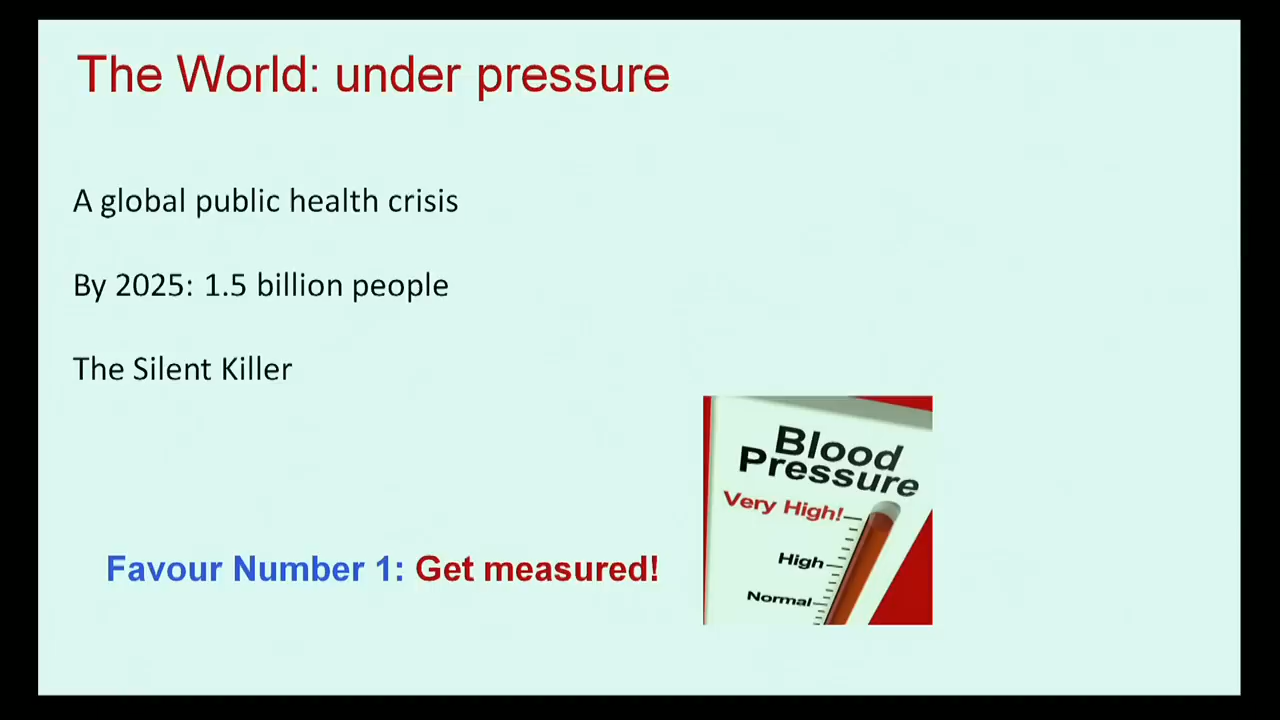 The World: under pressure
A global public health crisis
By 2025: 1.5 billion people
The Silent Killer
Blood
Pressure
Very High!
High
Normal
Favour Number 1: Get measured!